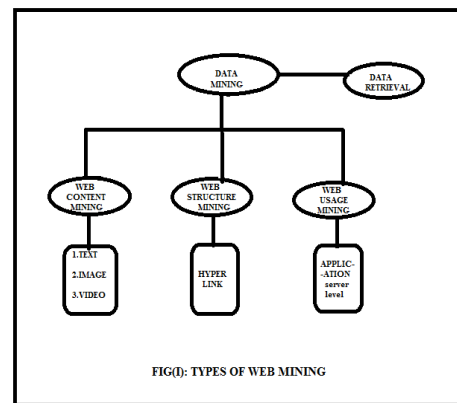 DATA
MINING
DATA
RETRIEVAL
WEB
CONTENT
MINING
WEB
STRUCTURE
MINING
WEB
USAGE
MINING
1.TEXT
2.IMAGE
3.VIDEO
HYPER
LINK
APPLIC-
-ATION
server
level
FIG(I): TYPES OF WEB MINING